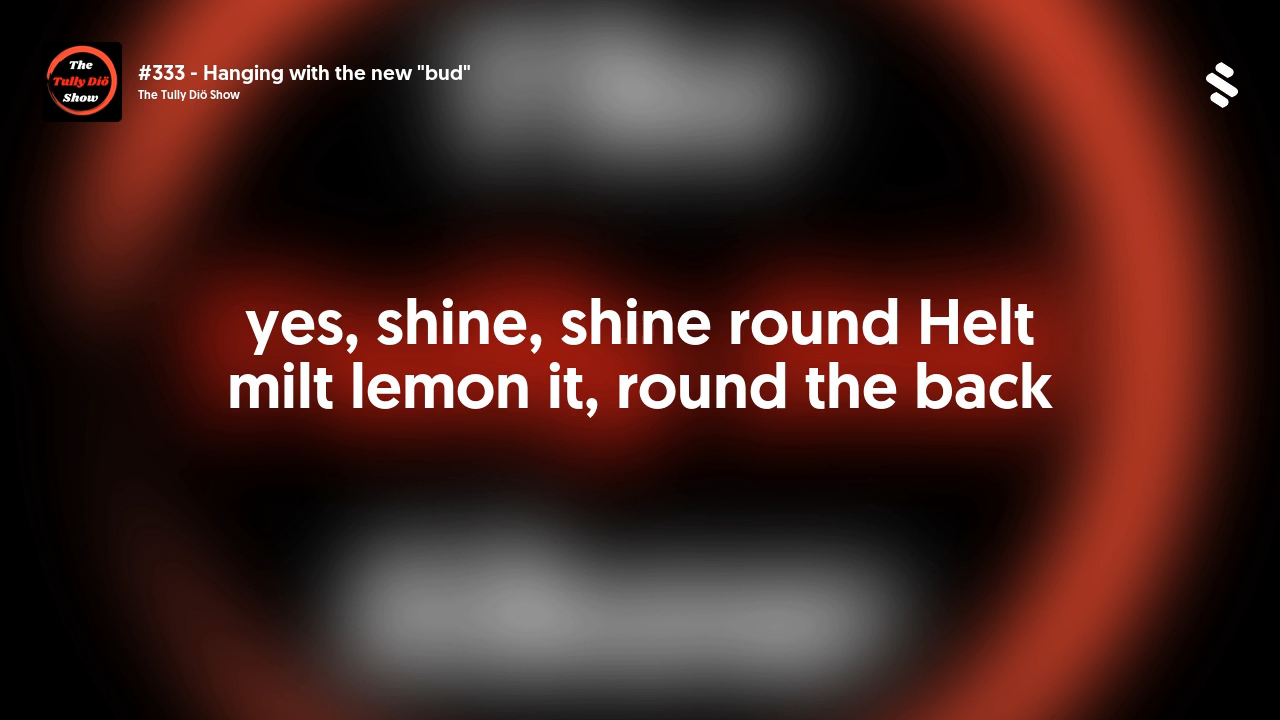 The
Tully Diö
Show
#333 - Hanging with the new "bud"
The Tully Diö Show
yes, shine, shine round Helt
milt lemon it, round the back